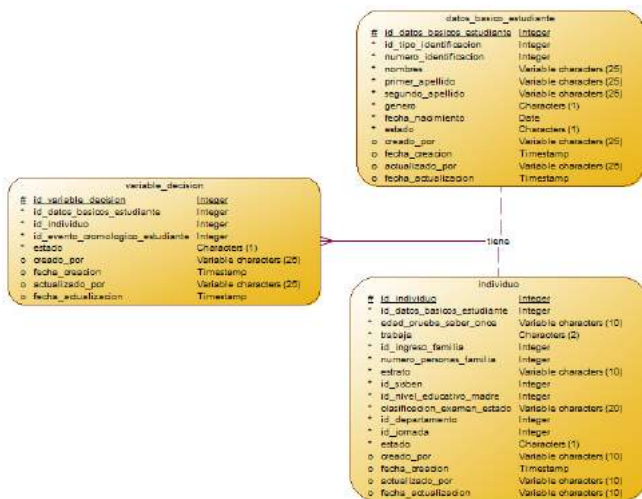 datos_basico_estudiante
# id_datos_basicos_estudiante Integer
* id_tipo_identificacion Integer
* numero_identificacion Integer
* nombres Variable characters (25)
* primer_apellido Variable characters (25)
* segundo_apellido Variable characters (25)
* genero Characters (1)
* fecha_nacimiento Date
* estado Characters (1)
o creado_por Variable characters (25)
o fecha_creacion Timestamp
o actualizado_por Variable characters (25)
o fecha_actualizacion Timestamp
variable_decision
# id_variable_decision Integer
* id_datos_basicos_estudiante Integer
* id_individuo Integer
* id_evento_cromologico_estudiante Integer
* estado Characters (1)
o creado_por Variable characters (25)
o fecha_creacion Timestamp
o actualizado_por Variable characters (25)
o fecha_actualizacion Timestamp
tiene
individuo
# id_individuo Integer
* id_datos_basicos_estudiante Integer
* edad_prueba_saber_once Variable characters (10)
* trabaja Characters (2)
* id_ingreso_familia Integer
* numero_personas_familia Integer
* estrato Variable characters (10)
* id_sisben Integer
* id_nivel_educativo_madre Integer
* clasificacion_examen_estado Variable characters (20)
* id_departamento Integer
* id_jornada Integer
* estado Characters (1)
o creado_por Variable characters (10)
o fecha_creacion Timestamp
o actualizado_por Variable characters (10)
o fecha_actualizacion Variable characters (10)